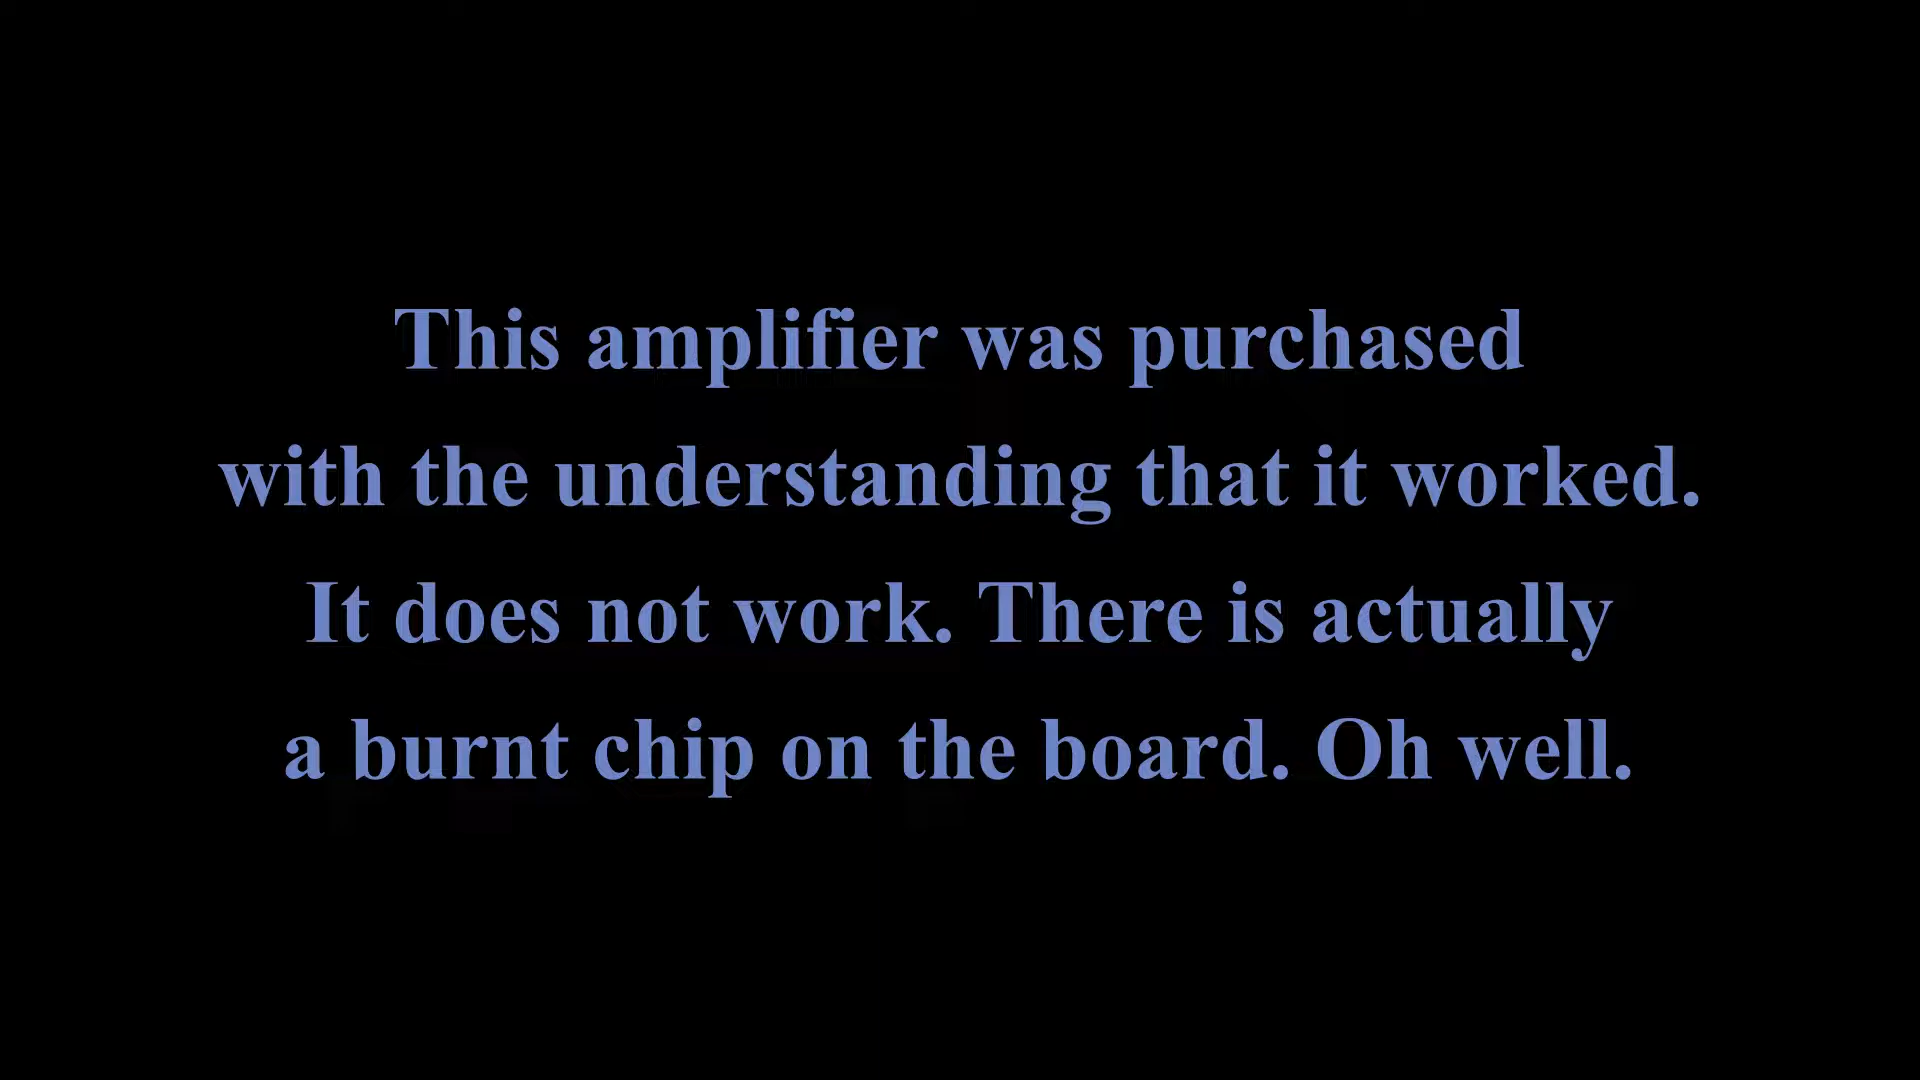 This amplifier was purchased
with the understanding that it worked.
It does not work. There is actually
a burnt chip on the board. Oh well.